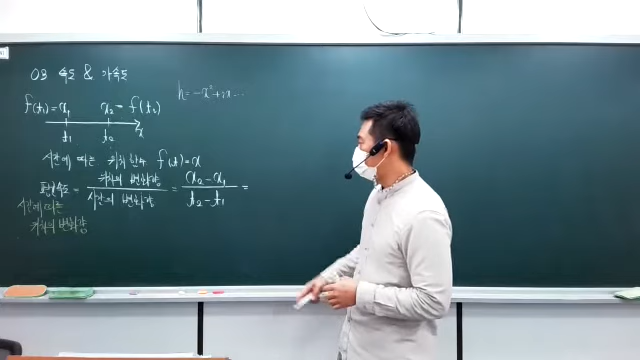 03 속도 & 가속도
h = -x²+2x ...
f(t₁)=x₁ x₂=f(t₂)
t₁ t₂ x
시간에 따른 위치 함수 f(t)=x
평균속도 = 위치의 변화량 / 시간의 변화량 = x₂-x₁ / t₂-t₁ =
시간에 따른
위치의 변화량